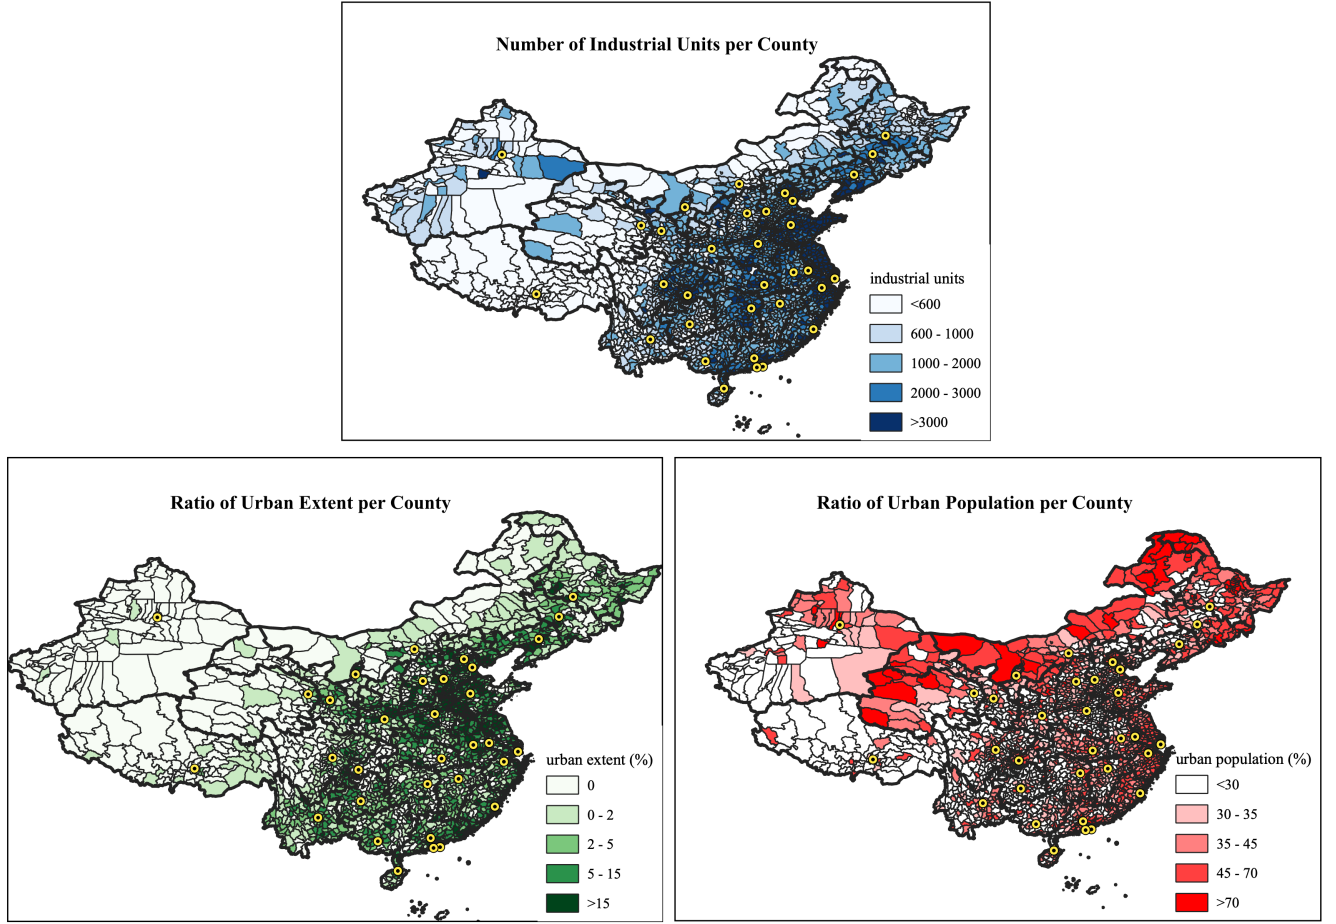 Number of Industrial Units per County
industrial units
<600
600 - 1000
1000 - 2000
2000 - 3000
>3000
Ratio of Urban Extent per County
urban extent (%)
0
0 - 2
2 - 5
5 - 15
>15
Ratio of Urban Population per County
urban population (%)
<30
30 - 35
35 - 45
45 - 70
>70